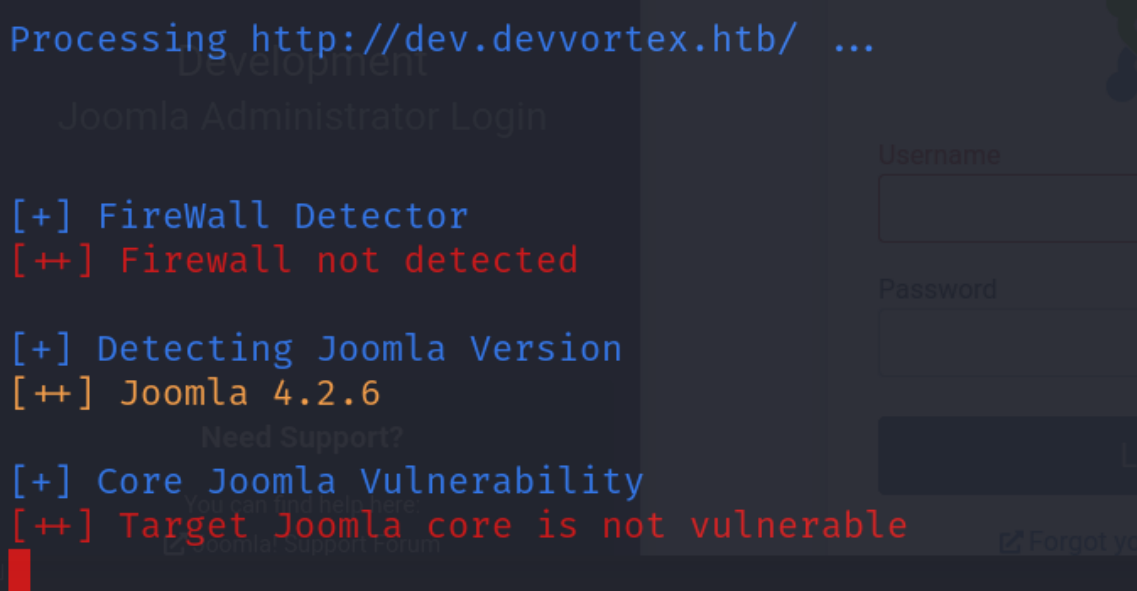 Processing http://dev.devvortex.htb/ ...
Development
Joomla Administrator Login
Username
[+] FireWall Detector
[++] Firewall not detected
Password
[+] Detecting Joomla Version
[++] Joomla 4.2.6
Need Support?
[+] Core Joomla Vulnerability
You can find help here:
[++] Target Joomla core is not vulnerable
Joomla! Support Forum
Forgot yo